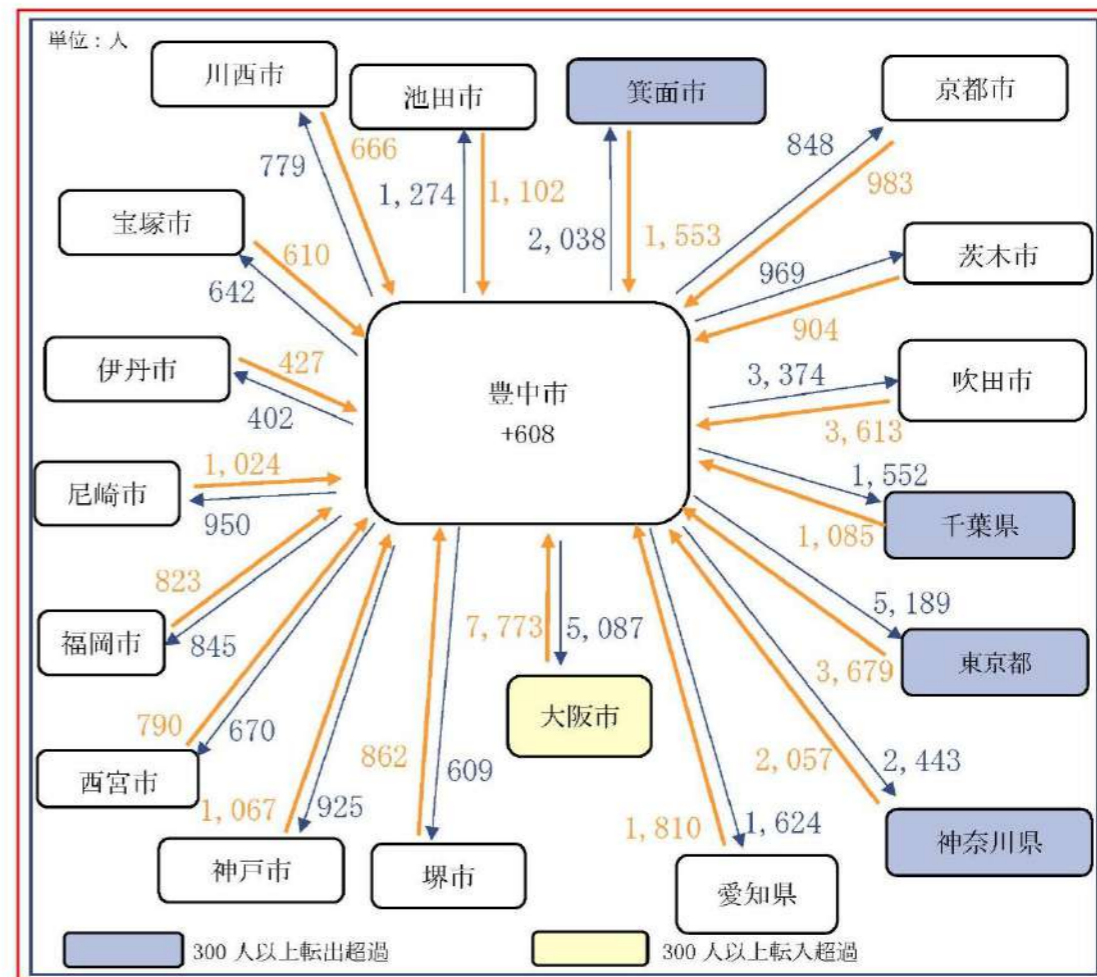 単位：人
川西市
池田市
箕面市
京都市
779
666
1,274
1,102
2,038
1,553
848
983
宝塚市
610
642
茨木市
969
904
伊丹市
427
402
豊中市
+608
吹田市
3,374
3,613
尼崎市
1,024
950
千葉県
1,552
1,085
福岡市
823
845
東京都
5,189
3,679
大阪市
7,773
5,087
西宮市
790
670
神奈川県
2,057
2,443
神戸市
1,067
925
堺市
862
609
愛知県
1,810
1,624
300 人以上転出超過
300 人以上転入超過